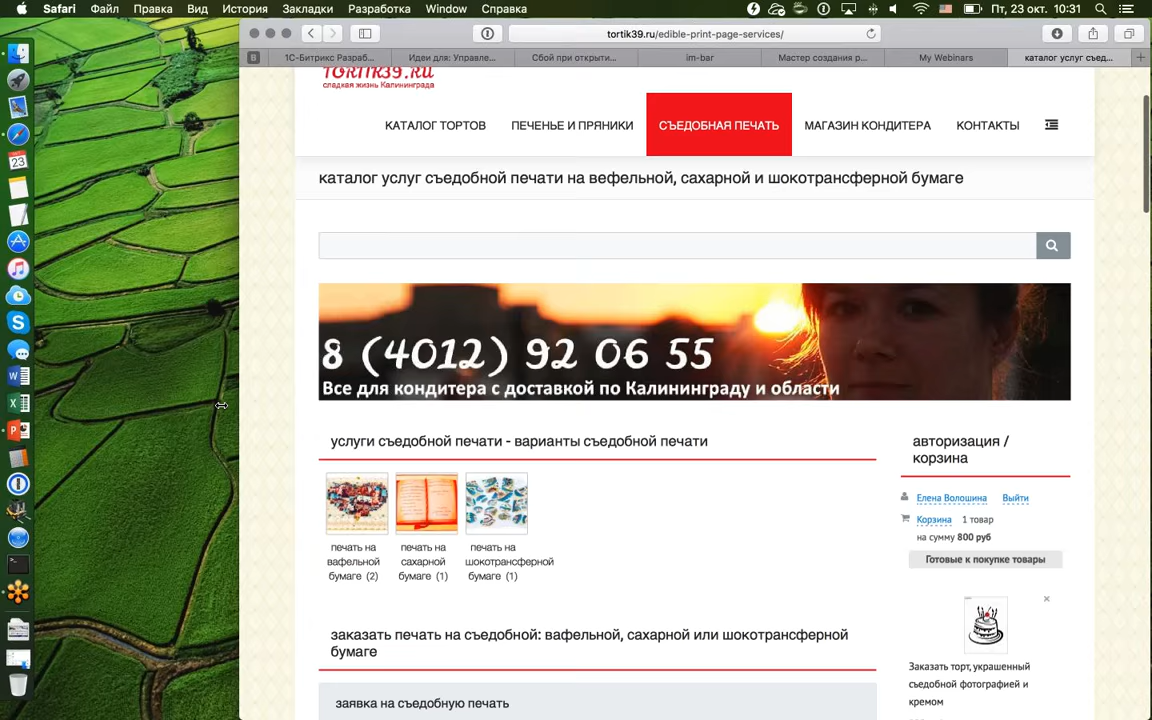 Safari Файл Правка Вид История Закладки Разработка Window Справка
Пт, 23 окт. 10:31
tortik39.ru/edible-print-page-services/
1С-Битрикс Разраб...
Идеи для: Управле...
Сбой при открыти...
im-bar
Мастер создания р...
My Webinars
каталог услуг съед...
TORTIK39.RU
сладкая жизнь Калининграда
КАТАЛОГ ТОРТОВ
ПЕЧЕНЬЕ И ПРЯНИКИ
СЪЕДОБНАЯ ПЕЧАТЬ
МАГАЗИН КОНДИТЕРА
КОНТАКТЫ
каталог услуг съедобной печати на вефельной, сахарной и шокотрансферной бумаге
8 (4012) 92 06 55
Все для кондитера с доставкой по Калининграду и области
услуги съедобной печати - варианты съедобной печати
печать на
вафельной
бумаге (2)
печать на
сахарной
бумаге (1)
печать на
шокотрансферной
бумаге (1)
заказать печать на съедобной: вафельной, сахарной или шокотрансферной
бумаге
заявка на съедобную печать
авторизация /
корзина
Елена Волошина Выйти
Корзина 1 товар
на сумму 800 руб
Готовые к покупке товары
Заказать торт, украшенный
съедобной фотографией и
кремом